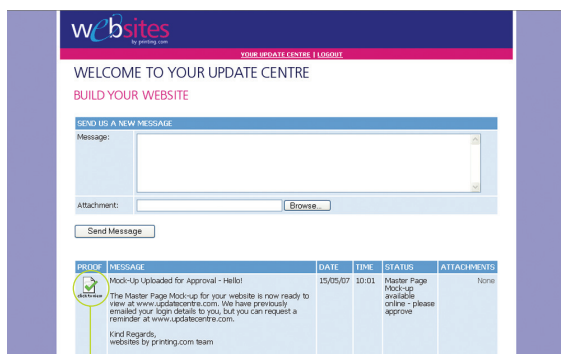 websites
by printing.com
YOUR UPDATE CENTRE | LOGOUT
WELCOME TO YOUR UPDATE CENTRE
BUILD YOUR WEBSITE
SEND US A NEW MESSAGE
Message:
Attachment:
Browse...
Send Message
PROOF MESSAGE DATE TIME STATUS ATTACHMENTS
Mock-Up Uploaded for Approval - Hello! 15/05/07 10:01 Master Page None
Mock-up
The Master Page Mock-up for your website is now ready to available
view at www.updatecentre.com. We have previously online - please
emailed your login details to you, but you can request a approve
reminder at www.updatecentre.com.
click to view
Kind Regards,
websites by printing.com team